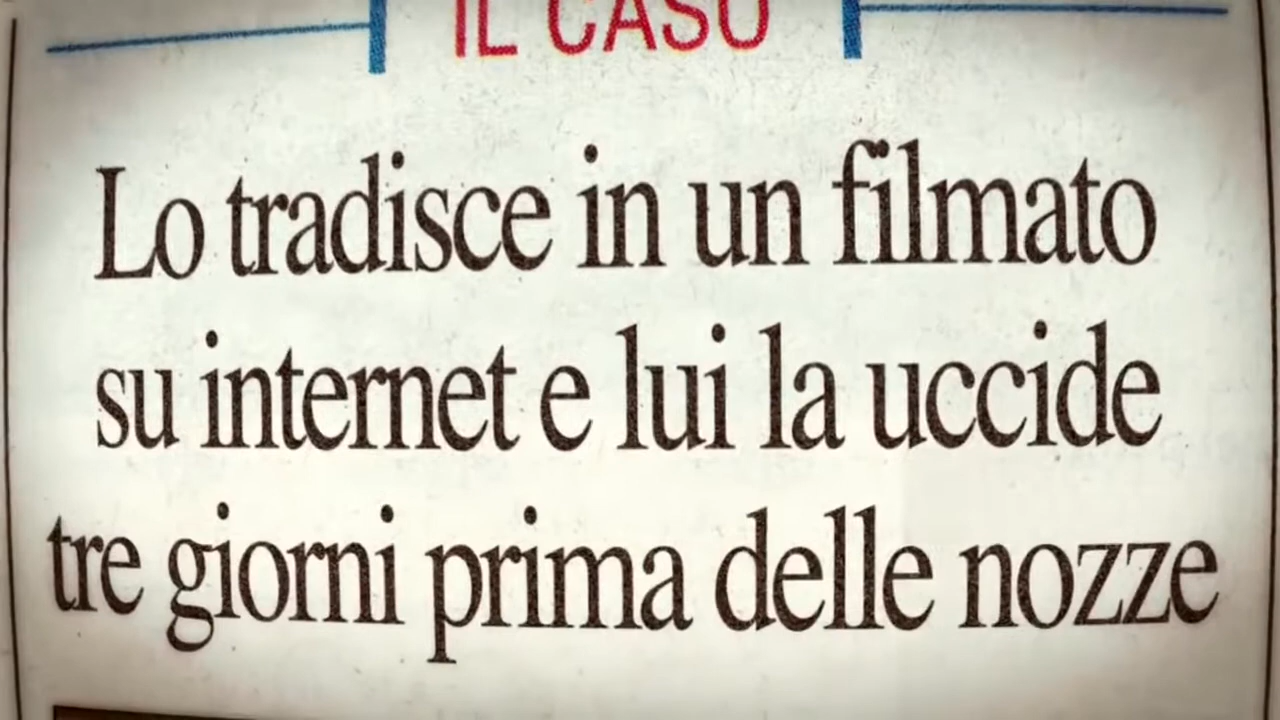 IL CASO
Lo tradisce in un filmato
su internet e lui la uccide
tre giorni prima delle nozze